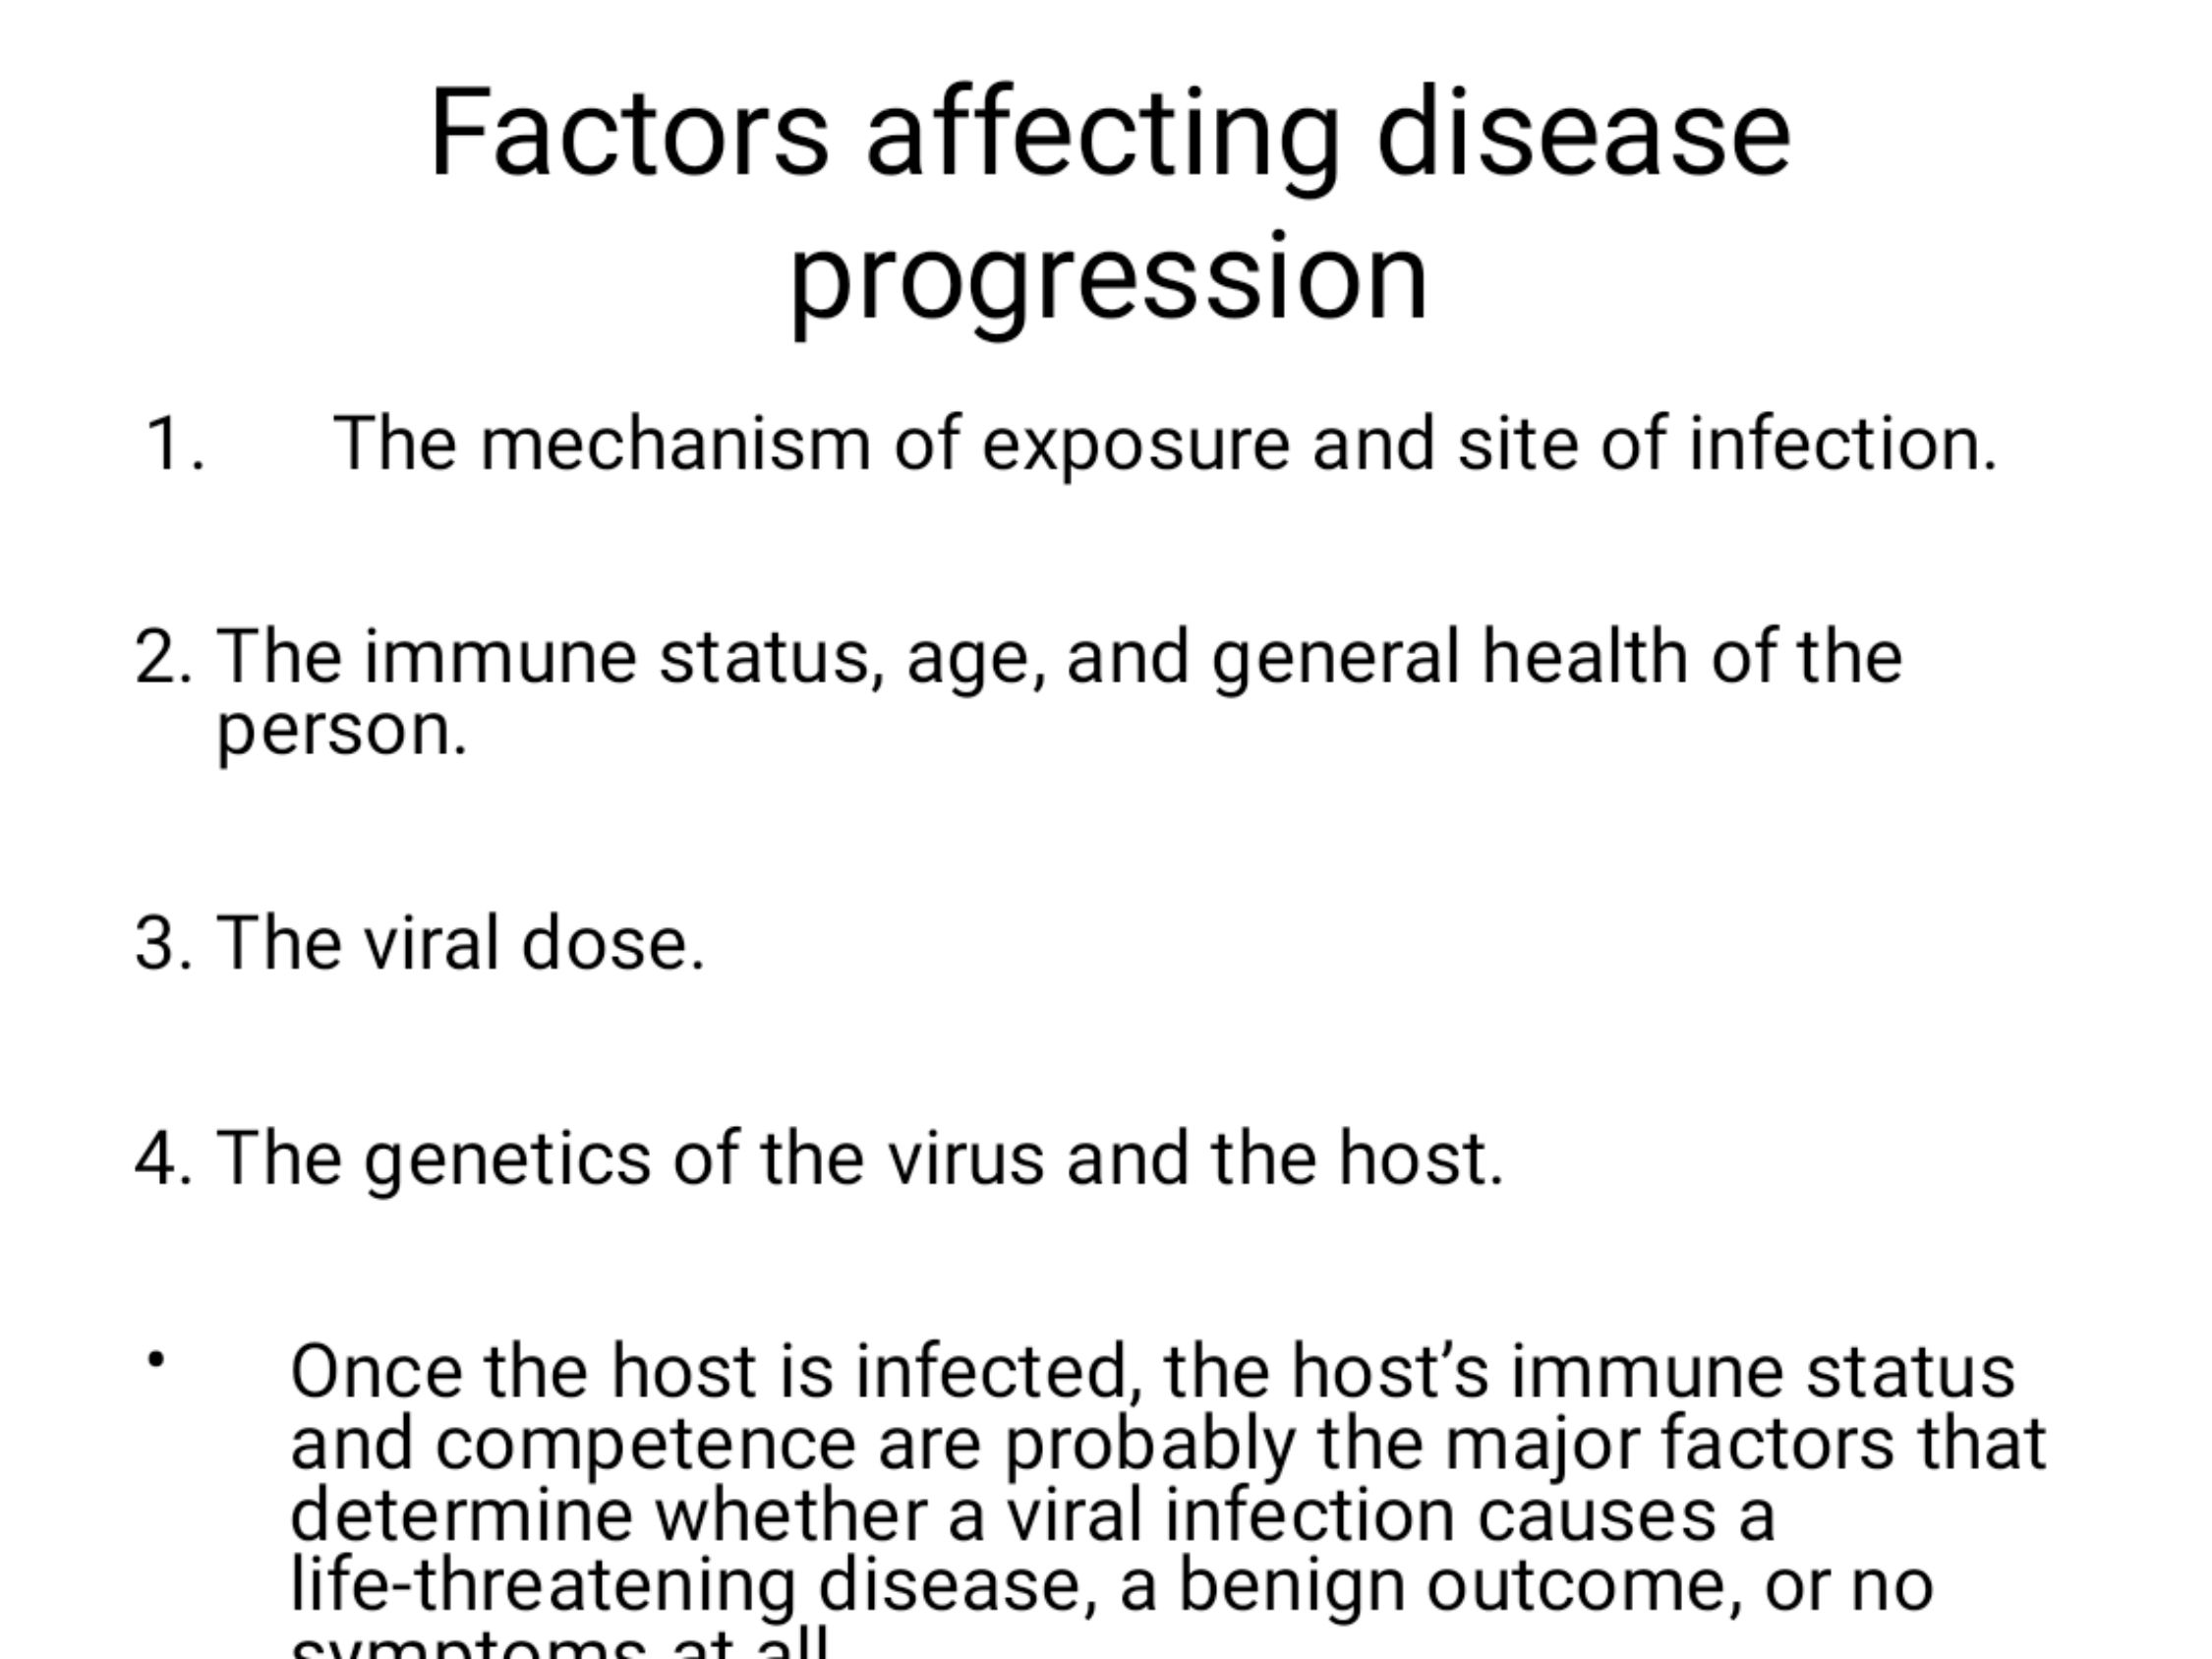 Factors affecting disease
progression
1. The mechanism of exposure and site of infection.
2. The immune status, age, and general health of the
person.
3. The viral dose.
4. The genetics of the virus and the host.
• Once the host is infected, the host’s immune status
and competence are probably the major factors that
determine whether a viral infection causes a
life-threatening disease, a benign outcome, or no
symptoms at all